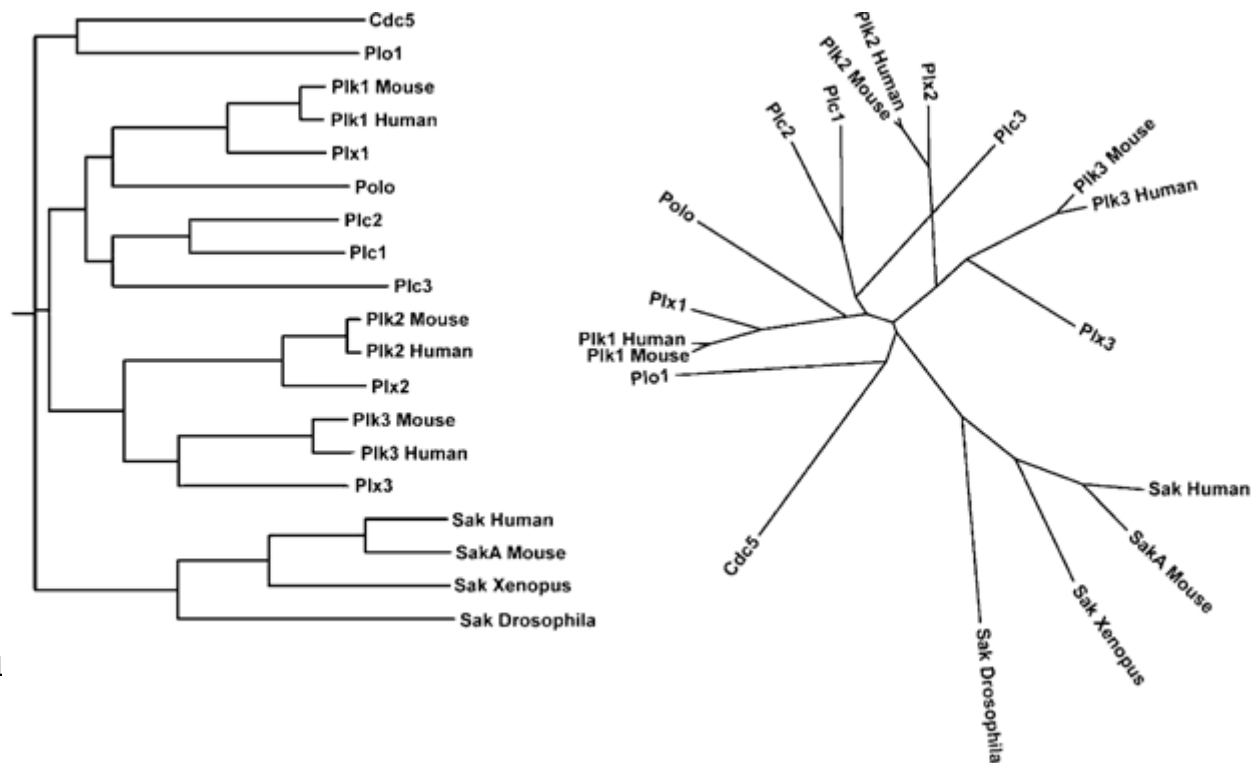 Cdc5
Plo1
Plk1 Mouse
Plk1 Human
Plx1
Polo
Plc2
Plc1
Plc3
Plk2 Mouse
Plk2 Human
Plx2
Plk3 Mouse
Plk3 Human
Plx3
Sak Human
SakA Mouse
Sak Xenopus
Sak Drosophila
Polo
Plc2
Plc1
Plk2 Mouse
Plk2 Human
Plx2
Plc3
Plk3 Mouse
Plk3 Human
Plx3
Plx1
Plk1 Human
Plk1 Mouse
Plo1
Cdc5
Sak Human
SakA Mouse
Sak Xenopus
Sak Drosophila